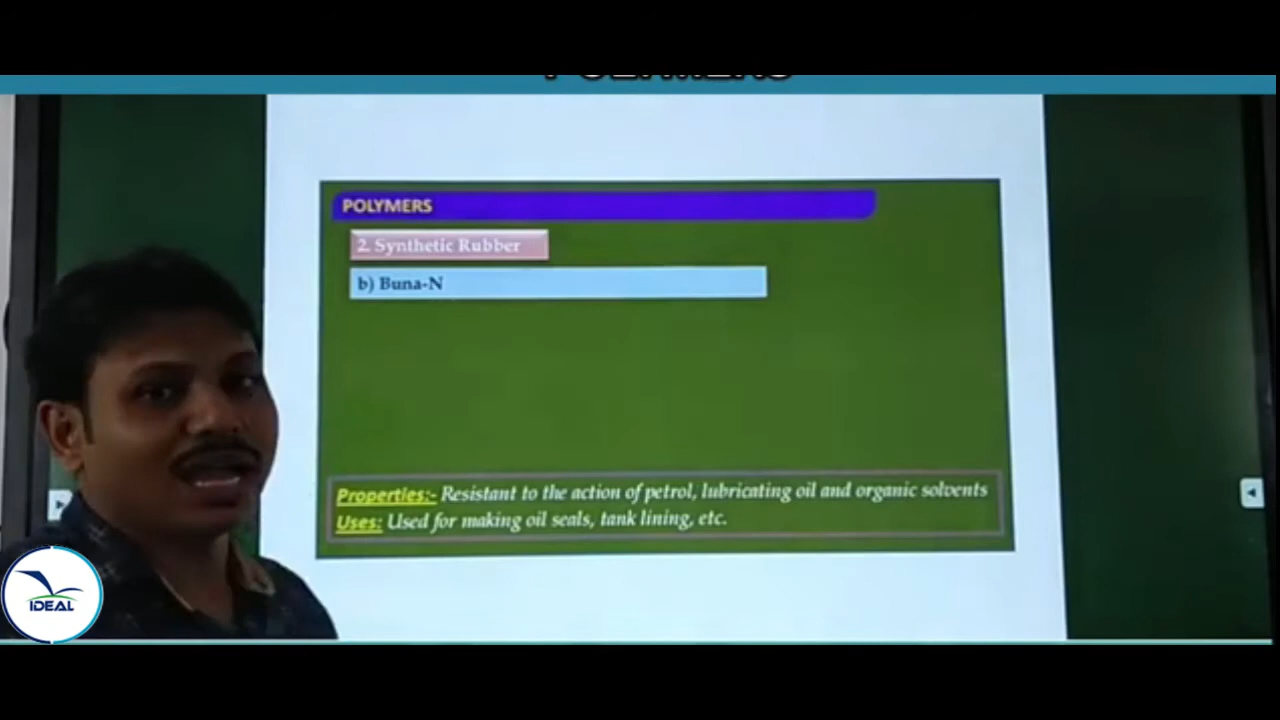 POLYMERS
POLYMERS
2. Synthetic Rubber
b) Buna-N
Properties:- Resistant to the action of petrol, lubricating oil and organic solvents
Uses: Used for making oil seals, tank lining, etc.
IDEAL